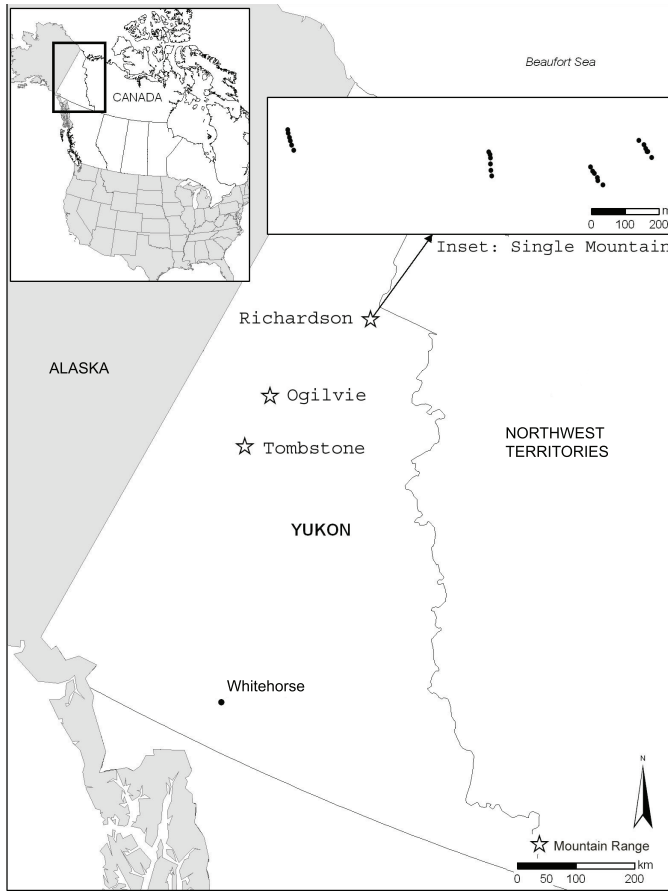 Beaufort Sea
CANADA
m
0 100 200
Inset: Single Mountain
Richardson
ALASKA
Ogilvie
NORTHWEST
TERRITORIES
Tombstone
YUKON
Whitehorse
N
Mountain Range
km
0 50 100 200